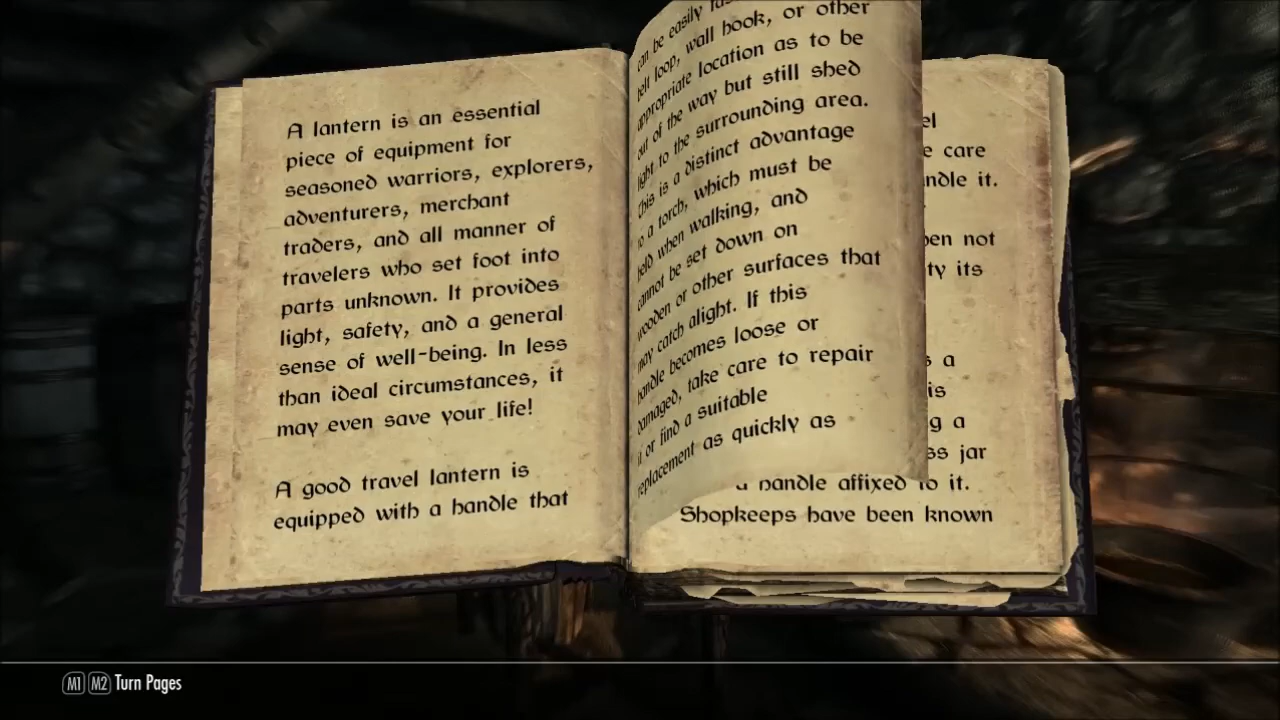 A lantern is an essential
piece of equipment for
seasoned warriors, explorers,
adventurers, merchant
traders, and all manner of
travelers who set foot into
parts unknown. It provides
light, safety, and a general
sense of well-being. In less
than ideal circumstances, it
may even save your life!
A good travel lantern is
equipped with a handle that
can be easily
belt loop, wall hook, or other
appropriate location as to be
out of the way but still shed
light to the surrounding area.
This is a distinct advantage
to a torch, which must be
held when walking, and
cannot be set down on
wooden or other surfaces that
may catch alight. If this
handle becomes loose or
damaged, take care to repair
it or find a suitable
replacement as quickly as
care
it.
not
its
a
a
jar
a handle affixed to it.
Shopkeeps have been known
M1 M2 Turn Pages